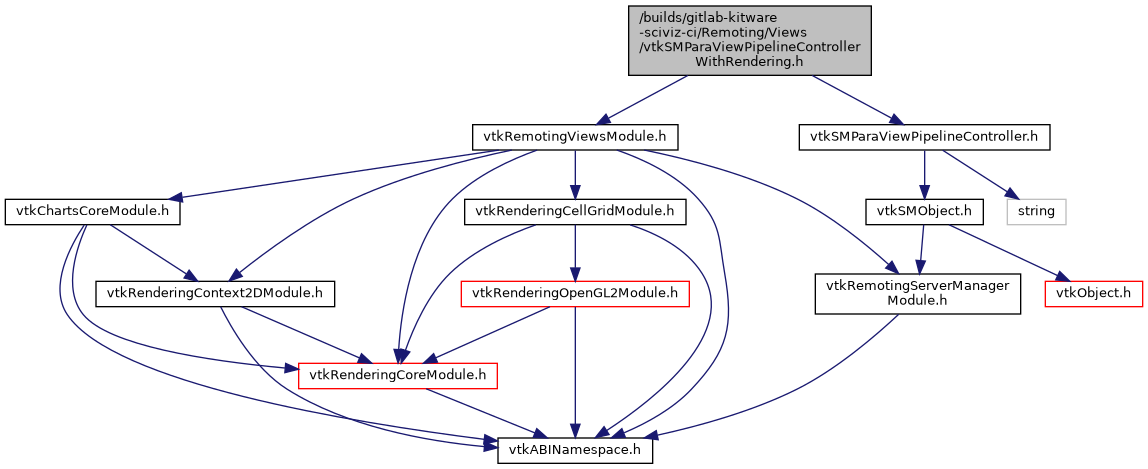 /builds/gitlab-kitware
-sciviz-ci/Remoting/Views
/vtkSMParaViewPipelineController
WithRendering.h
vtkRemotingViewsModule.h
vtkSMParaViewPipelineController.h
vtkChartsCoreModule.h
vtkRenderingCellGridModule.h
vtkSMObject.h
string
vtkRenderingContext2DModule.h
vtkRenderingOpenGL2Module.h
vtkRemotingServerManager
Module.h
vtkObject.h
vtkRenderingCoreModule.h
vtkABINamespace.h